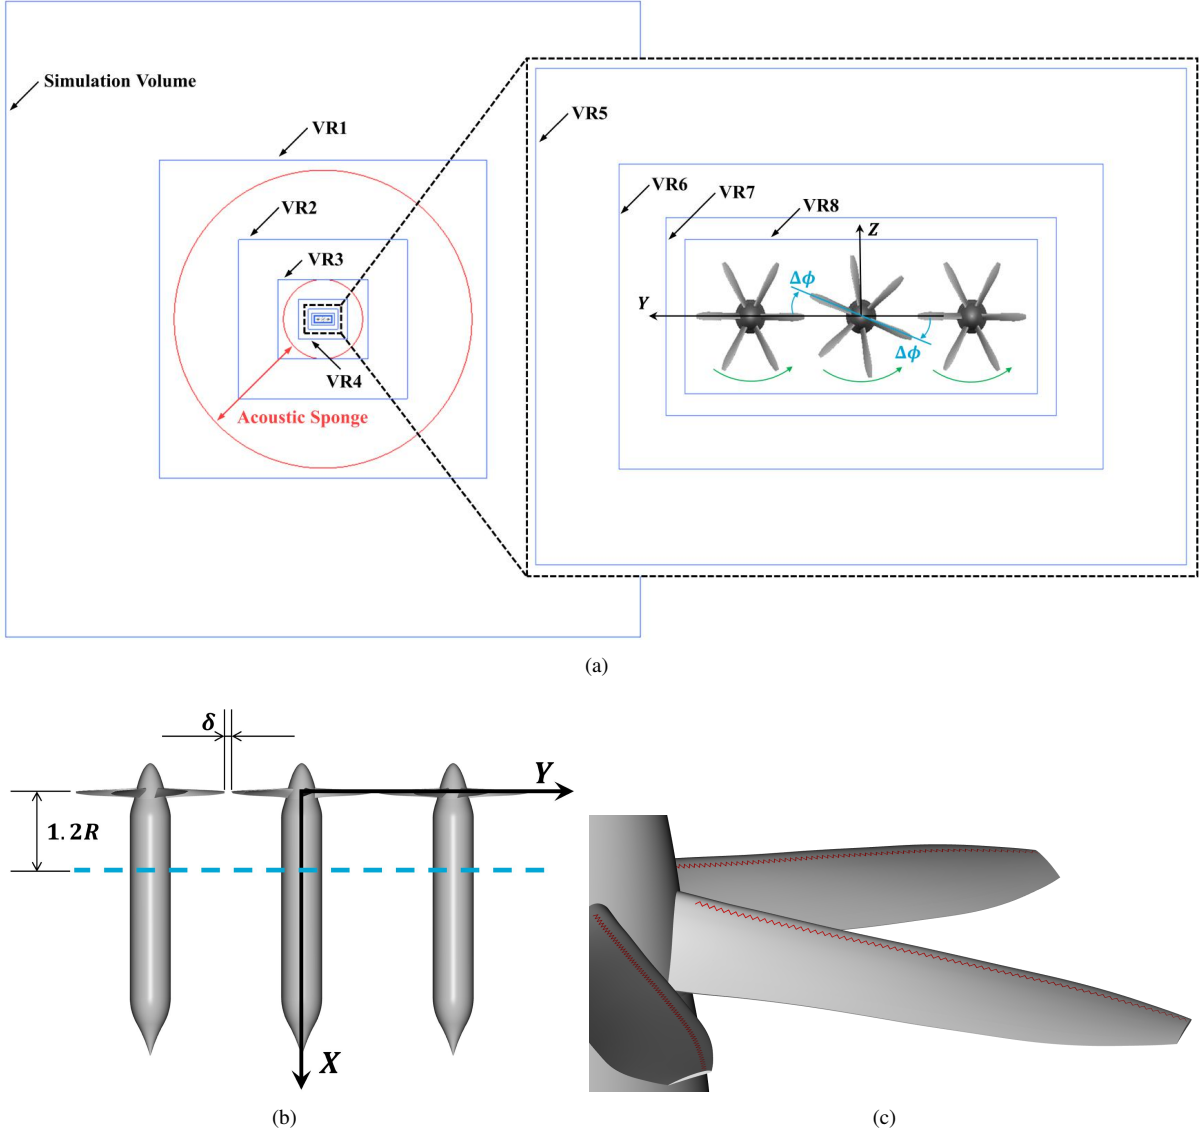 Simulation Volume
VR1
VR2
VR3
VR4
Acoustic Sponge
VR5
VR6
VR7
VR8
Z
Δϕ
Y
Δϕ
(a)
δ
Y
1.2R
X
(b)
(c)